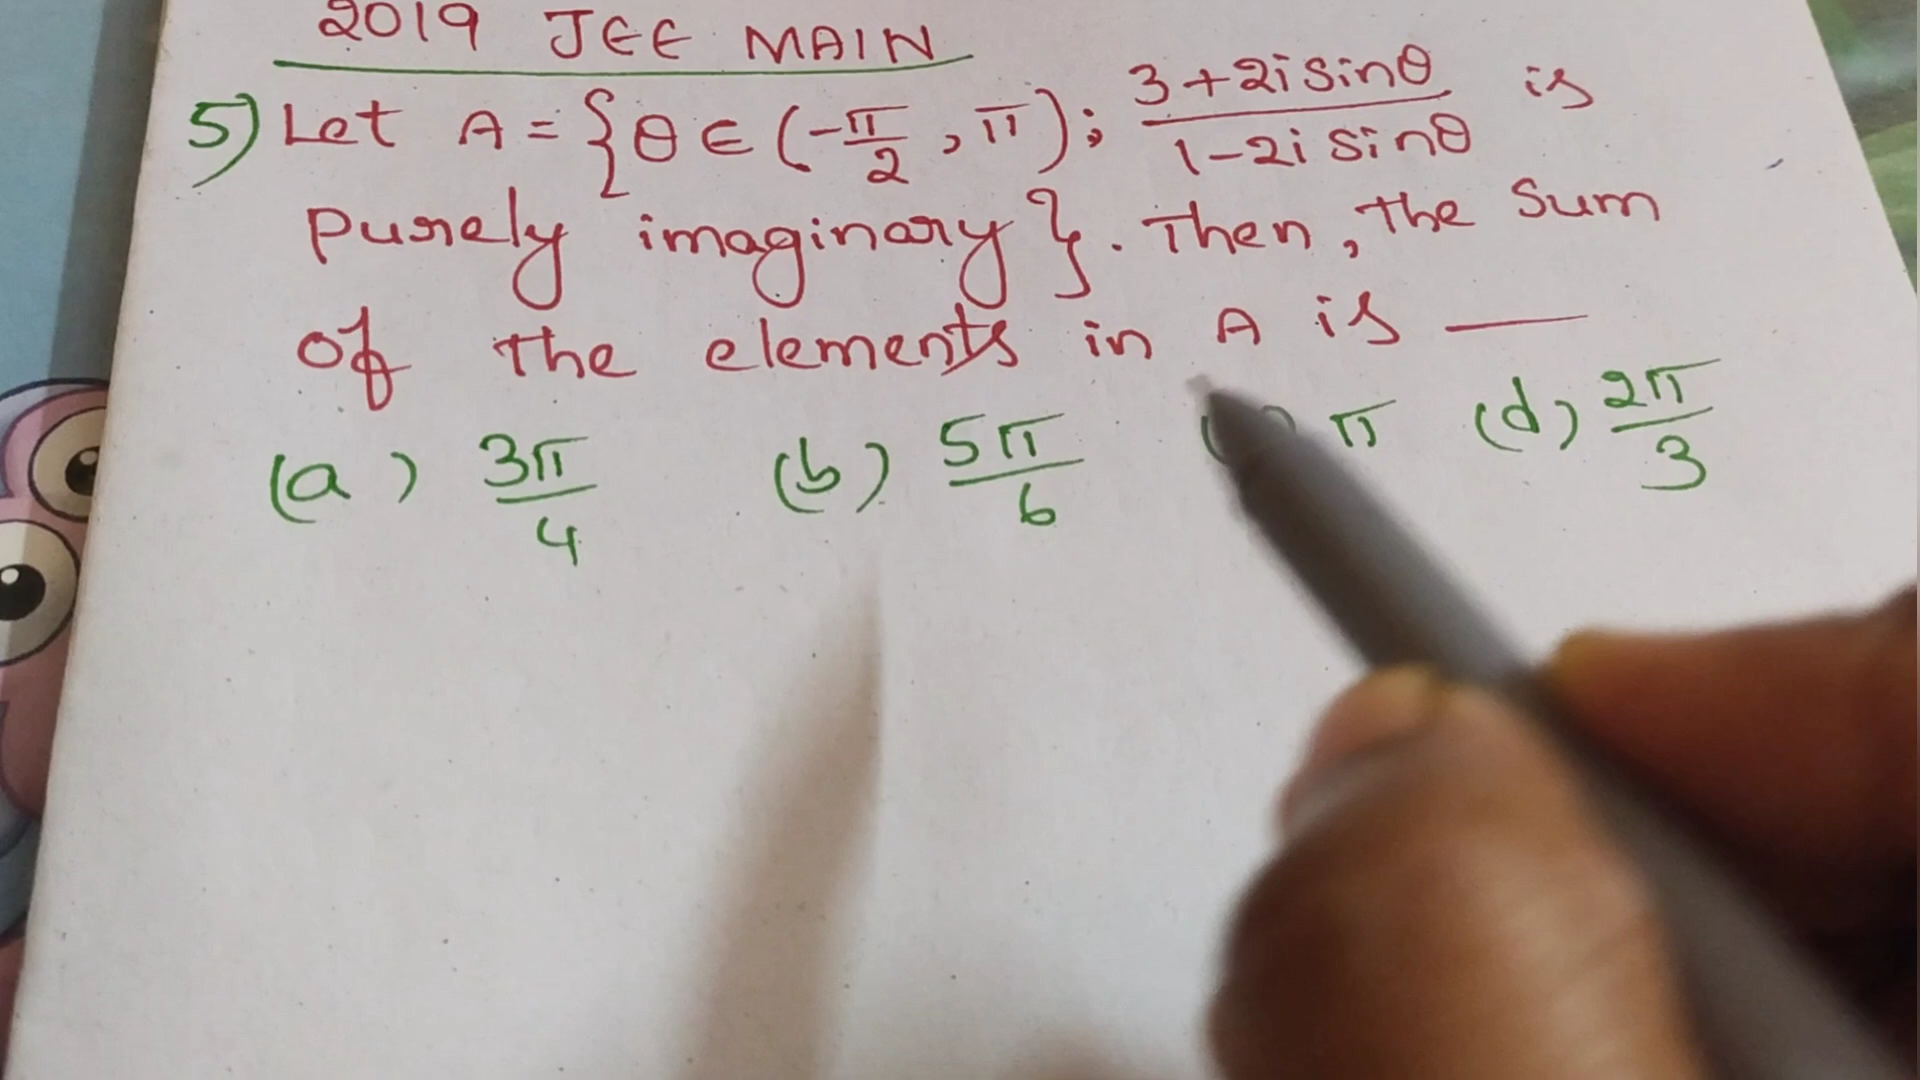 2019 JEE MAIN
5) Let A = {θ ∈ (-π/2, π); (3+2i sinθ)/(1-2i sinθ) is
Purely imaginary}. Then, the sum
of the elements in A is —
(a) 3π/4 (b) 5π/6 π (d) 2π/3